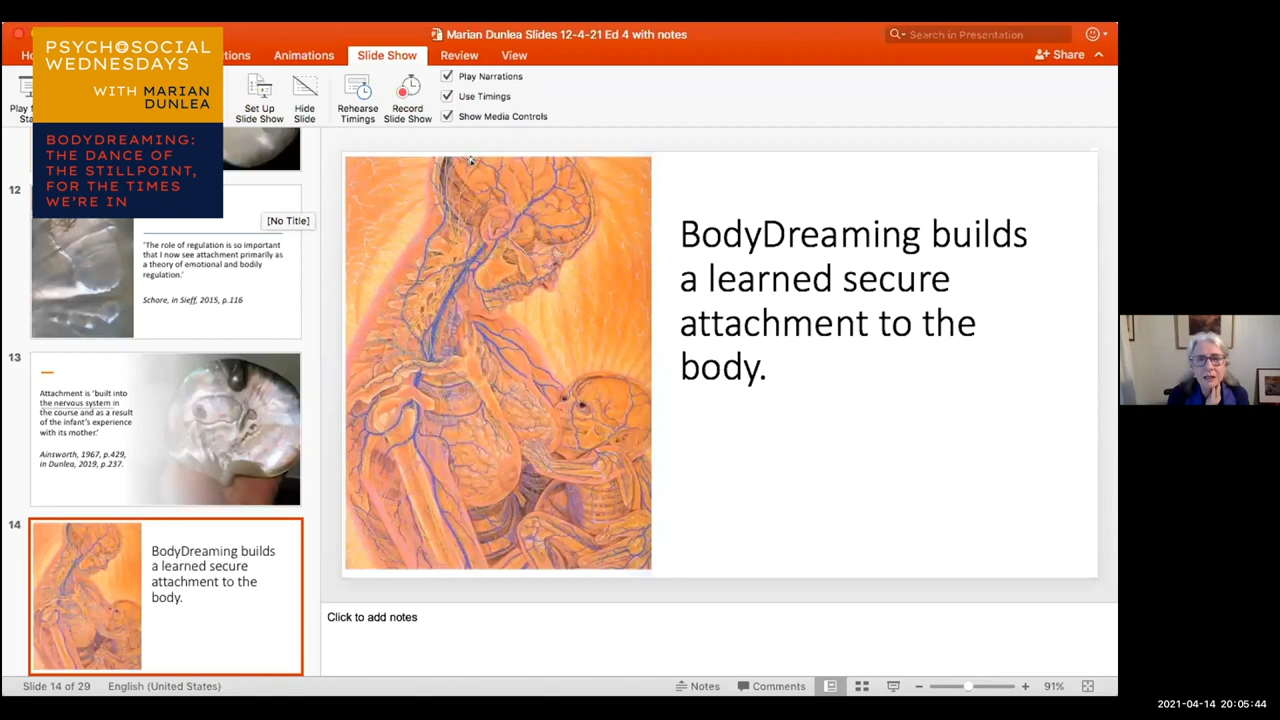 Marian Dunlea Slides 12-4-21 Ed 4 with notes
Search in Presentation
PSYCHOSOCIAL
WEDNESDAYS
WITH MARIAN
DUNLEA
BODYDREAMING:
THE DANCE OF
THE STILLPOINT,
FOR THE TIMES
WE'RE IN
Animations
Slide Show
Review
View
Share
Set Up
Slide Show
Hide
Slide
Rehearse
Timings
Record
Slide Show
Play Narrations
Use Timings
Show Media Controls
12
[No Title]
'The role of regulation is so important
that I now see attachment primarily as
a theory of emotional and bodily
regulation.'
Schore, in Sieff, 2015, p.116
13
Attachment is 'built into
the nervous system in
the course and as a result
of the infant's experience
with its mother.'
Ainsworth, 1967, p.429,
in Dunlea, 2019, p.237.
14
BodyDreaming builds
a learned secure
attachment to the
body.
BodyDreaming builds
a learned secure
attachment to the
body.
Click to add notes
Slide 14 of 29
English (United States)
Notes
Comments
91%
2021-04-14 20:05:44